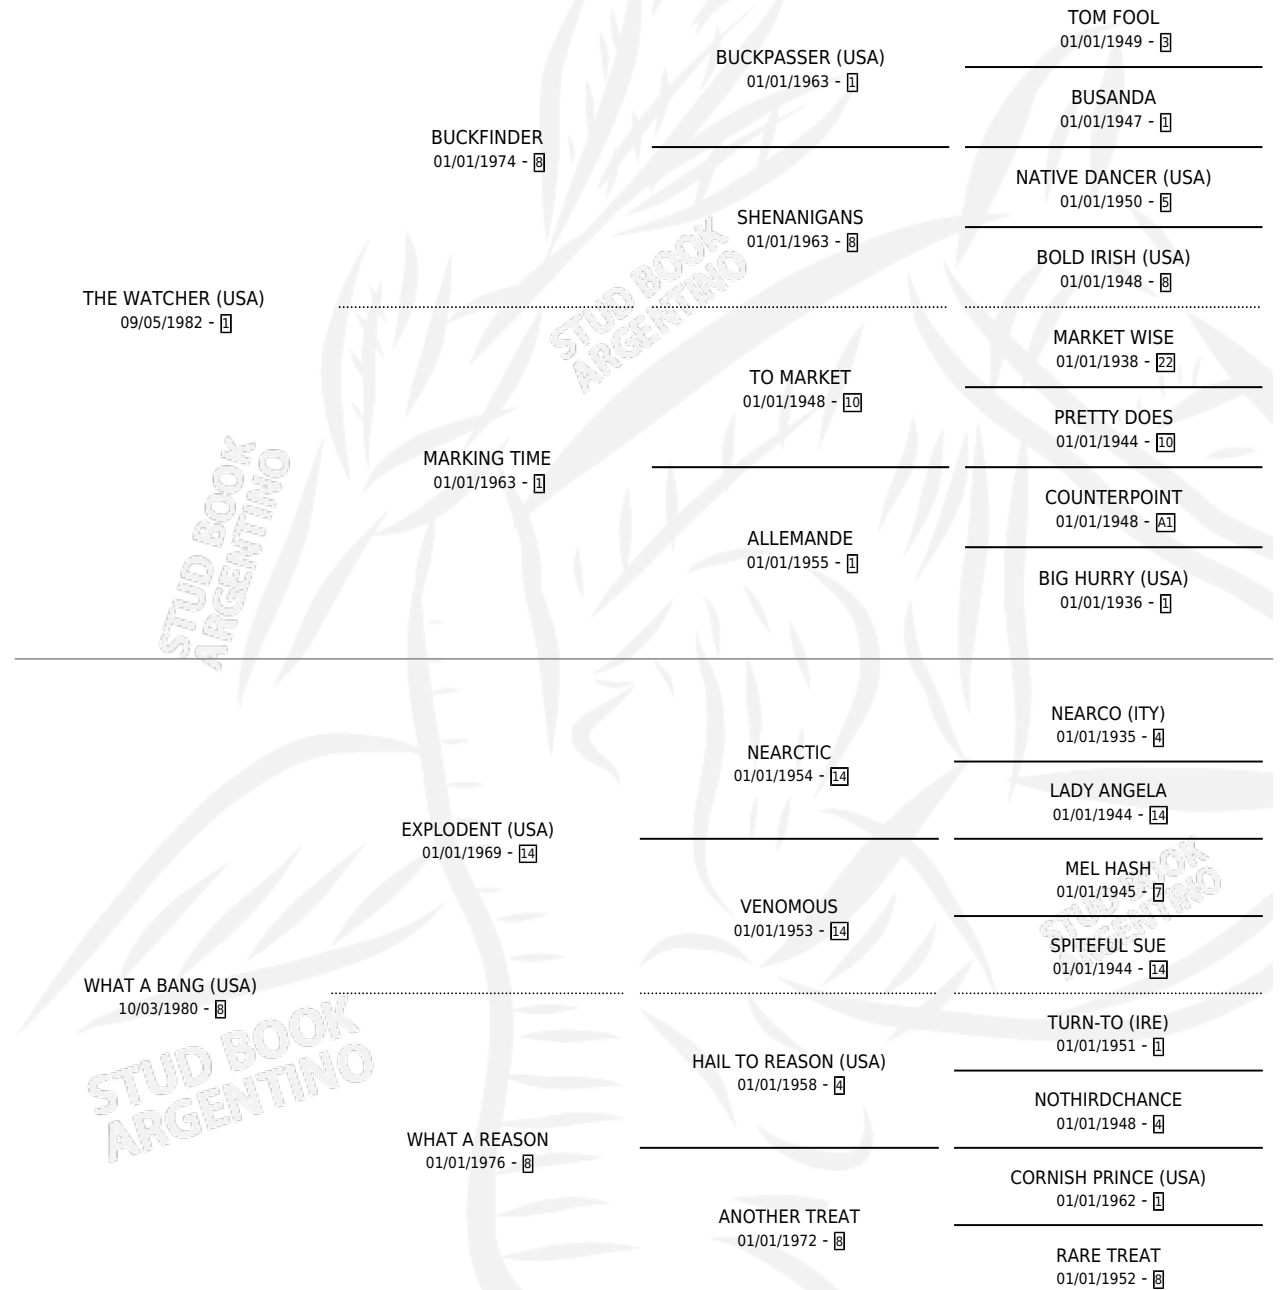 TOM FOOL
01/01/1949 - 3
BUCKPASSER (USA)
01/01/1963 - 1
BUSANDA
01/01/1947 - 1
BUCKFINDER
01/01/1974 - 8
NATIVE DANCER (USA)
01/01/1950 - 5
SHENANIGANS
01/01/1963 - 8
BOLD IRISH (USA)
01/01/1948 - 8
THE WATCHER (USA)
09/05/1982 - 1
MARKET WISE
01/01/1938 - 22
TO MARKET
01/01/1948 - 10
PRETTY DOES
01/01/1944 - 10
MARKING TIME
01/01/1963 - 1
COUNTERPOINT
01/01/1948 - A1
ALLEMANDE
01/01/1955 - 1
BIG HURRY (USA)
01/01/1936 - 1
STUD BOOK
ARGENTINO
STUD BOOK
ARGENTINO
NEARCO (ITY)
01/01/1935 - 4
NEARCTIC
01/01/1954 - 14
LADY ANGELA
01/01/1944 - 14
EXPLODENT (USA)
01/01/1969 - 14
MEL HASH
01/01/1945 - 7
VENOMOUS
01/01/1953 - 14
SPITEFUL SUE
01/01/1944 - 14
STUD BOOK
ARGENTINO
WHAT A BANG (USA)
10/03/1980 - 8
TURN-TO (IRE)
01/01/1951 - 1
HAIL TO REASON (USA)
01/01/1958 - 4
NOTHIRDCHANCE
01/01/1948 - 4
STUD BOOK
ARGENTINO
WHAT A REASON
01/01/1976 - 8
CORNISH PRINCE (USA)
01/01/1962 - 1
ANOTHER TREAT
01/01/1972 - 8
RARE TREAT
01/01/1952 - 8